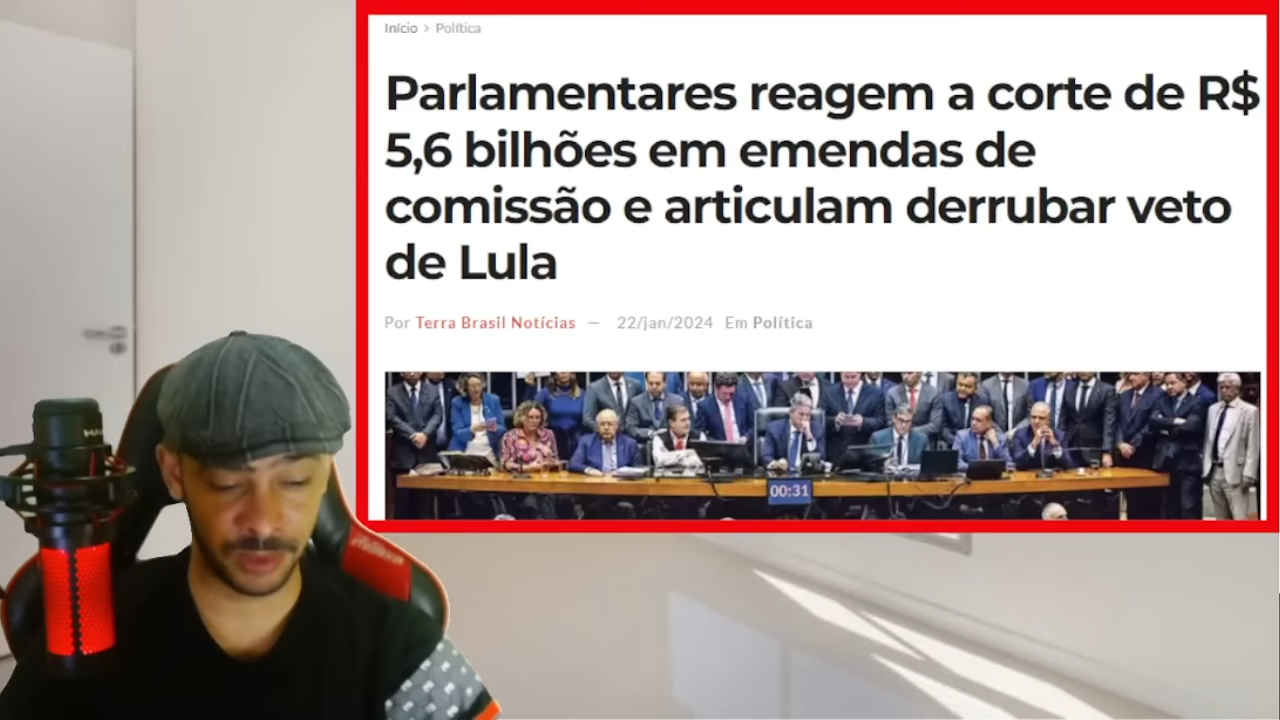 Início > Política
Parlamentares reagem a corte de R$
5,6 bilhões em emendas de
comissão e articulam derrubar veto
de Lula
Por Terra Brasil Notícias — 22/jan/2024 Em Política
00:31